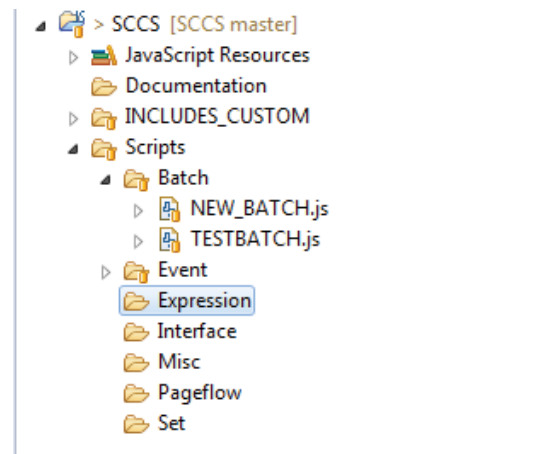 > SCCS [SCCS master]
JavaScript Resources
Documentation
INCLUDES_CUSTOM
Scripts
Batch
NEW_BATCH.js
TESTBATCH.js
Event
Expression
Interface
Misc
Pageflow
Set